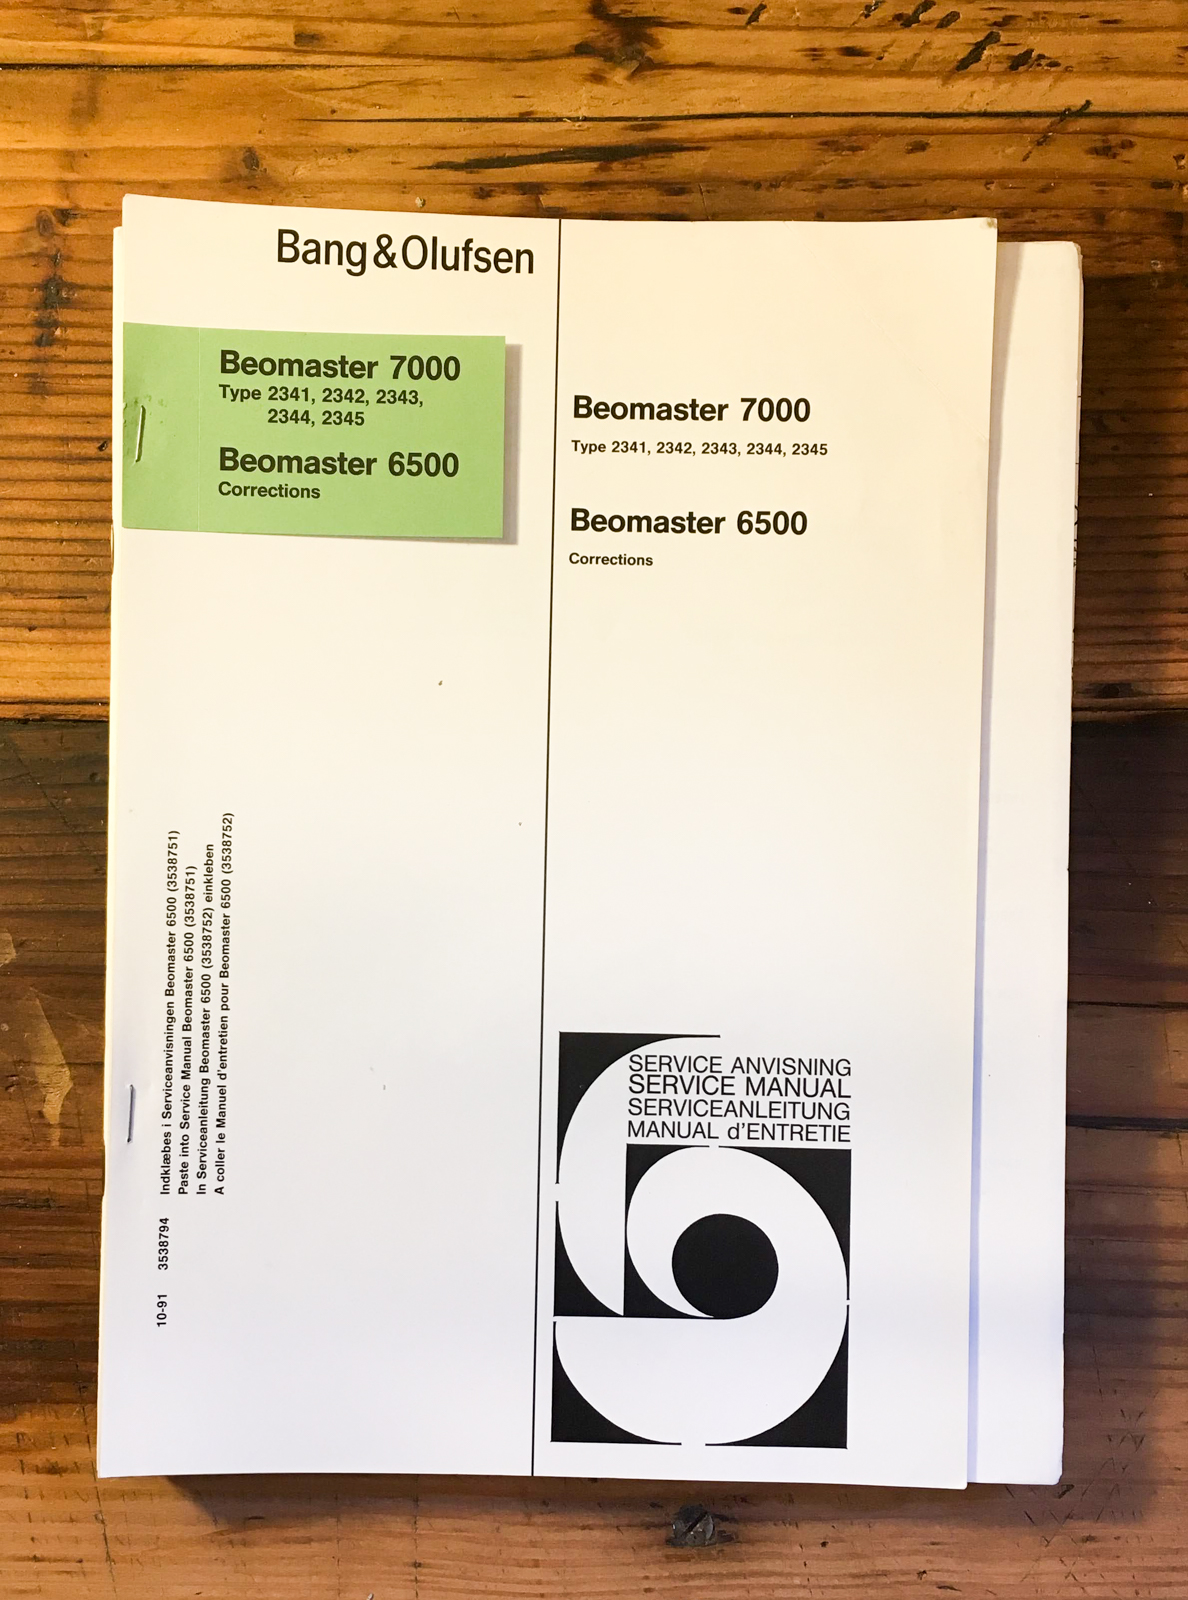 Bang&Olufsen
Beomaster 7000
Type 2341, 2342, 2343,
2344, 2345
Beomaster 6500
Corrections
Beomaster 7000
Type 2341, 2342, 2343, 2344, 2345
Beomaster 6500
Corrections
Indklæbes i Serviceanvisningen Beomaster 6500 (3538751)
Paste into Service Manual Beomaster 6500 (3538751)
In Serviceanleitung Beomaster 6500 (3538752) einkleben
A coller le Manuel d'entretien pour Beomaster 6500 (3538752)
10-91 3538794
SERVICE ANVISNING
SERVICE MANUAL
SERVICEANLEITUNG
MANUAL d'ENTRETIE